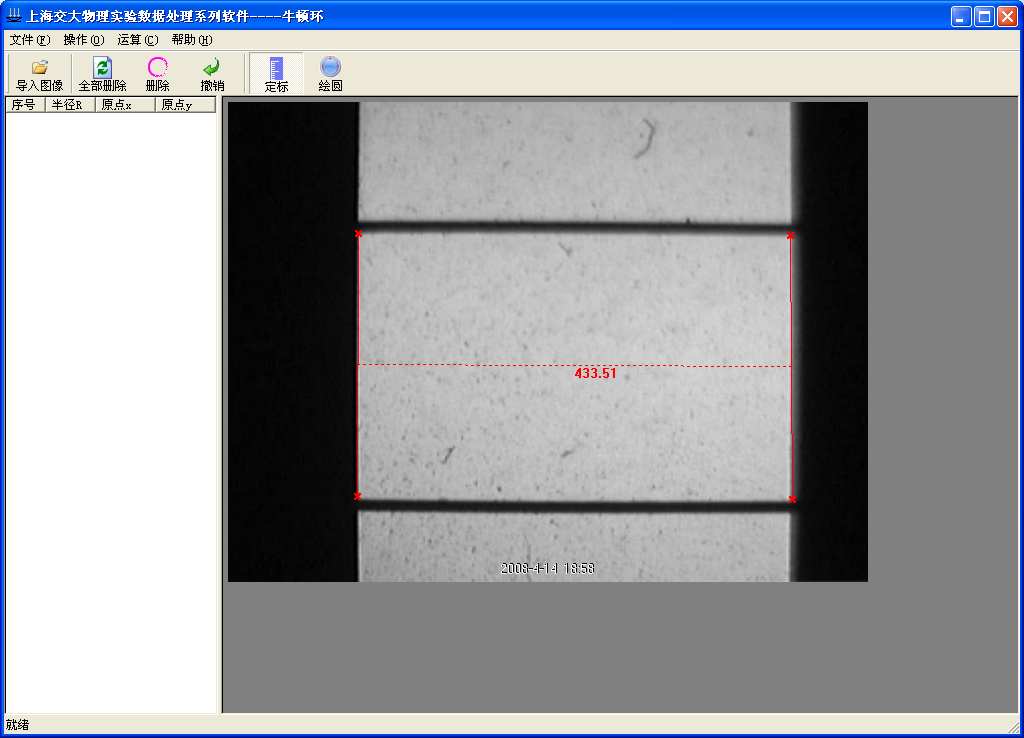 上海交大物理实验数据处理系列软件----牛顿环
文件(F) 操作(O) 运算(C) 帮助(H)
导入图像 全部删除 删除 撤销 定标 绘圆
序号 半径R 原点x 原点y
433.51
2008-4-14 18:58
就绪